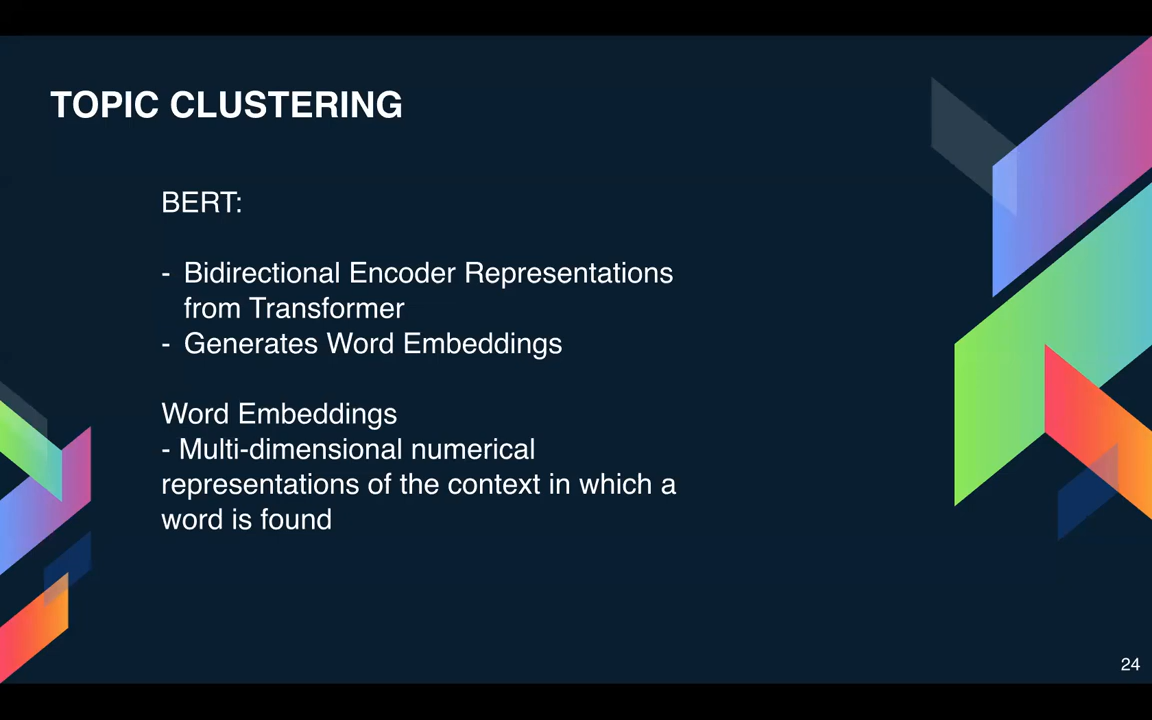 TOPIC CLUSTERING
BERT:
- Bidirectional Encoder Representations
from Transformer
- Generates Word Embeddings
Word Embeddings
- Multi-dimensional numerical
representations of the context in which a
word is found
24